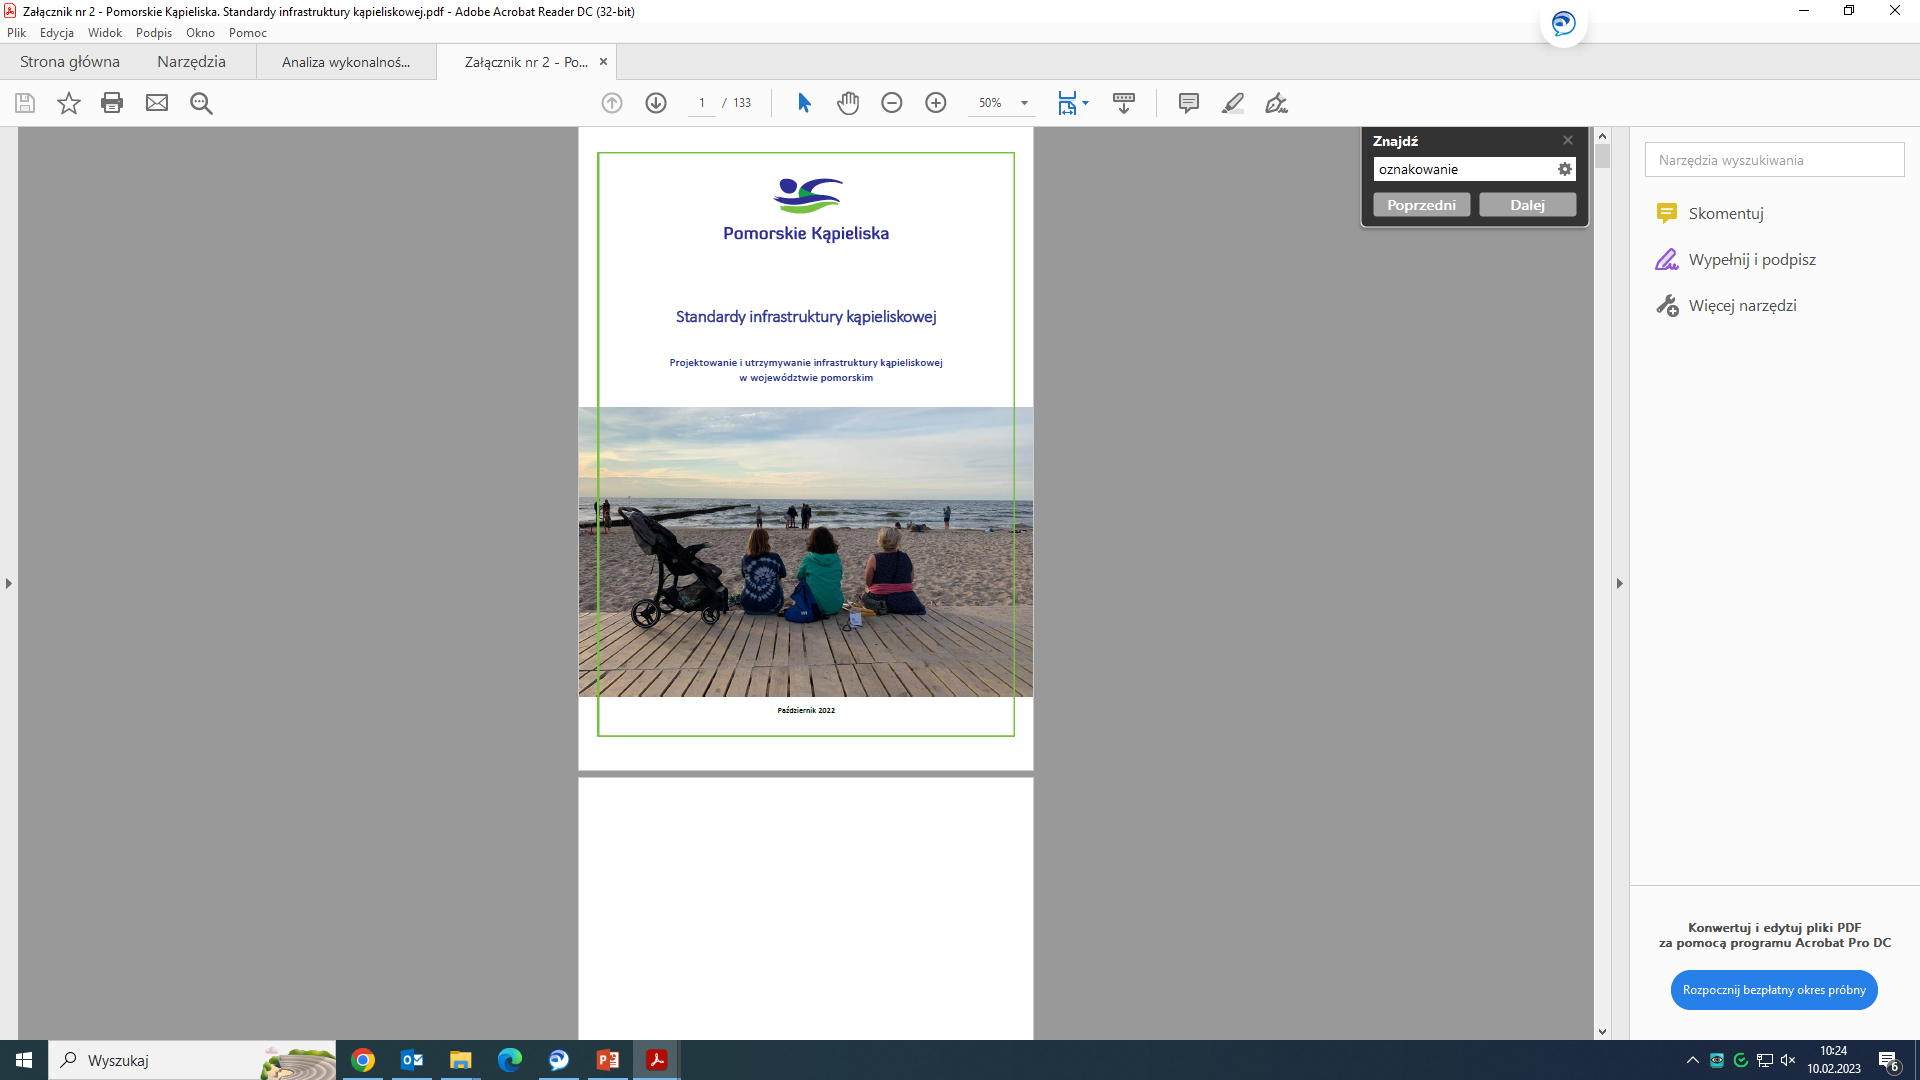 Załącznik nr 2 - Pomorskie Kąpieliska. Standardy infrastruktury kąpieliskowej.pdf - Adobe Acrobat Reader DC (32-bit)
Plik Edycja Widok Podpis Okno Pomoc
Strona główna Narzędzia Analiza wykonalnoś... Załącznik nr 2 - Po...
1 / 133 50%
Znajdź
oznakowanie
Poprzedni Dalej
Narzędzia wyszukiwania
Skomentuj
Wypełnij i podpisz
Więcej narzędzi
Pomorskie Kąpieliska
Standardy infrastruktury kąpieliskowej
Projektowanie i utrzymywanie infrastruktury kąpieliskowej
w województwie pomorskim
Październik 2022
Konwertuj i edytuj pliki PDF
za pomocą programu Acrobat Pro DC
Rozpocznij bezpłatny okres próbny
Wyszukaj
10:24
10.02.2023
6